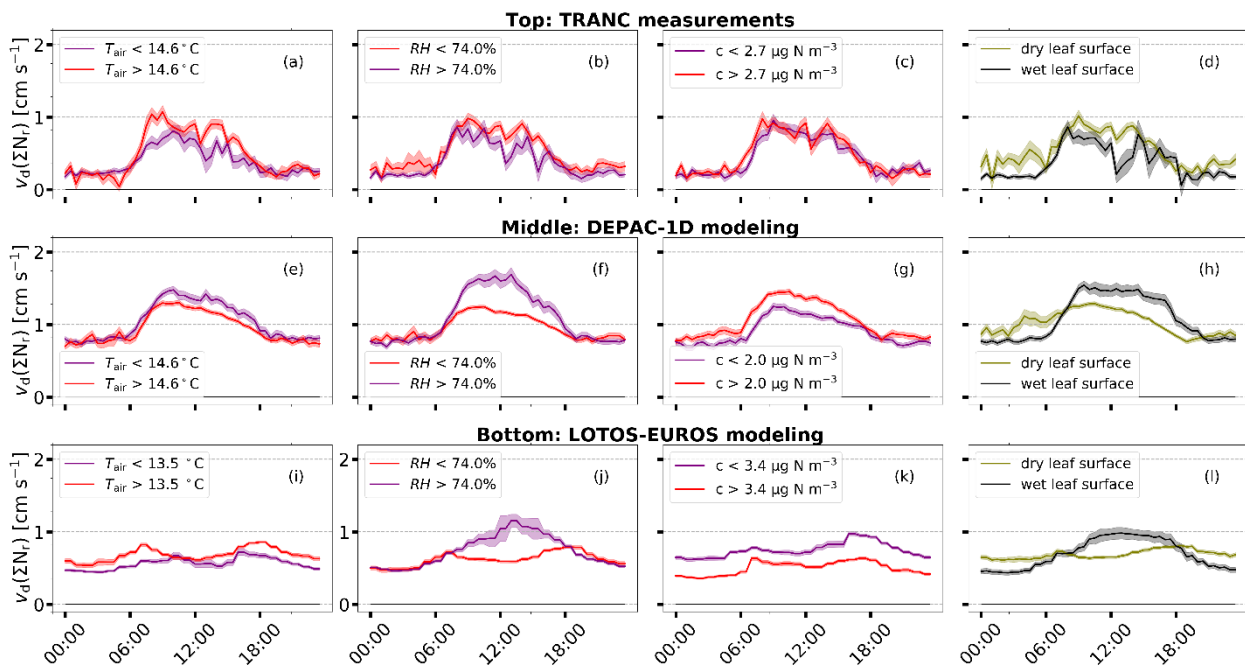 Top: TRANC measurements
v_d(ΣN_r) [cm s⁻¹]
2
1
0
T_air < 14.6°C
T_air > 14.6°C
(a)
RH < 74.0%
RH > 74.0%
(b)
c < 2.7 µg N m⁻³
c > 2.7 µg N m⁻³
(c)
dry leaf surface
wet leaf surface
(d)
Middle: DEPAC-1D modeling
v_d(ΣN_r) [cm s⁻¹]
2
1
0
(e)
T_air < 14.6°C
T_air > 14.6°C
(f)
RH < 74.0%
RH > 74.0%
(g)
c < 2.0 µg N m⁻³
c > 2.0 µg N m⁻³
(h)
dry leaf surface
wet leaf surface
Bottom: LOTOS-EUROS modeling
v_d(ΣN_r) [cm s⁻¹]
2
1
0
T_air < 13.5 °C
T_air > 13.5 °C
(i)
2
1
0
RH < 74.0%
RH > 74.0%
(j)
c < 3.4 µg N m⁻³
c > 3.4 µg N m⁻³
(k)
dry leaf surface
wet leaf surface
(l)
00:00 06:00 12:00 18:00 00:00 06:00 12:00 18:00 00:00 06:00 12:00 18:00 00:00 06:00 12:00 18:00